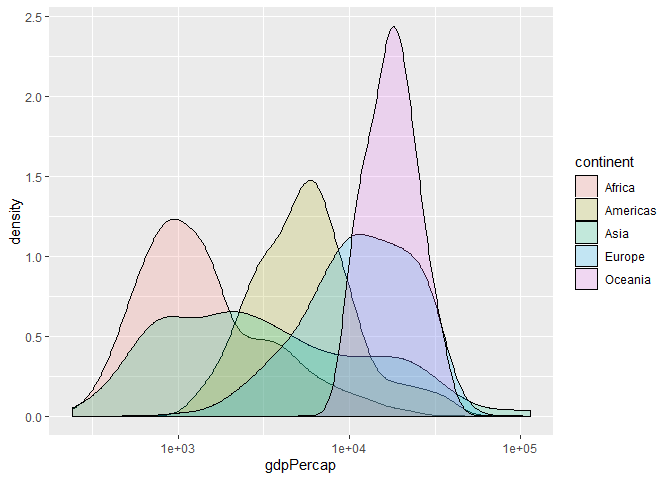 2.5
2.0
1.5
1.0
0.5
0.0
density
1e+03 1e+04 1e+05
gdpPercap
continent
Africa
Americas
Asia
Europe
Oceania